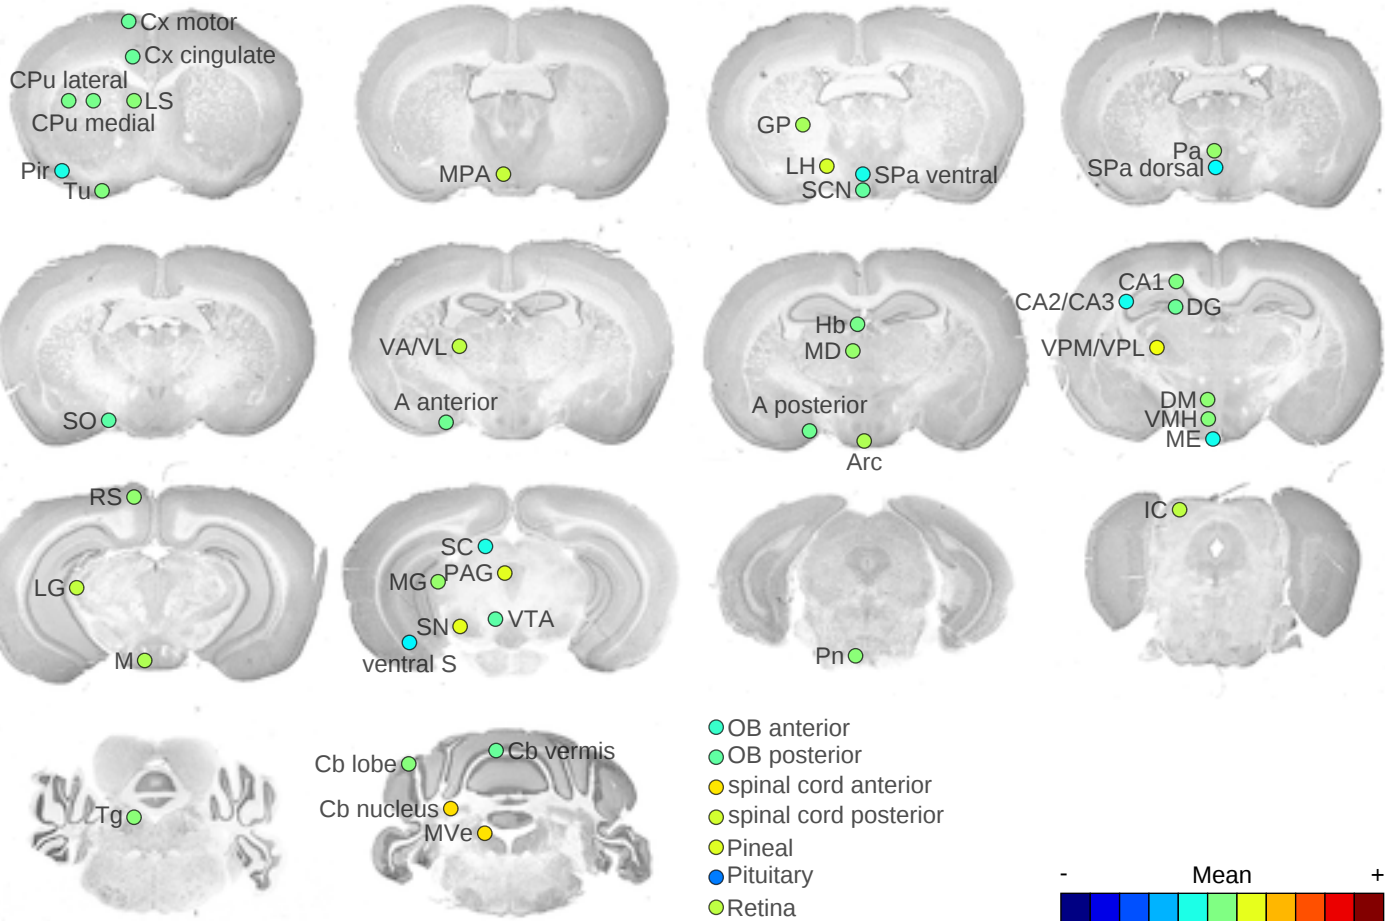 Cx motor
Cx cingulate
CPu lateral
LS
CPu medial
Pir
Tu
MPA
GP
LH
SPa ventral
SCN
Pa
SPa dorsal
SO
VA/VL
A anterior
Hb
MD
A posterior
Arc
CA1
CA2/CA3
DG
VPM/VPL
DM
VMH
ME
RS
LG
M
SC
PAG
MG
SN
VTA
ventral S
Pn
IC
Tg
Cb vermis
Cb lobe
Cb nucleus
MVe
OB anterior
OB posterior
spinal cord anterior
spinal cord posterior
Pineal
Pituitary
Retina
- Mean +